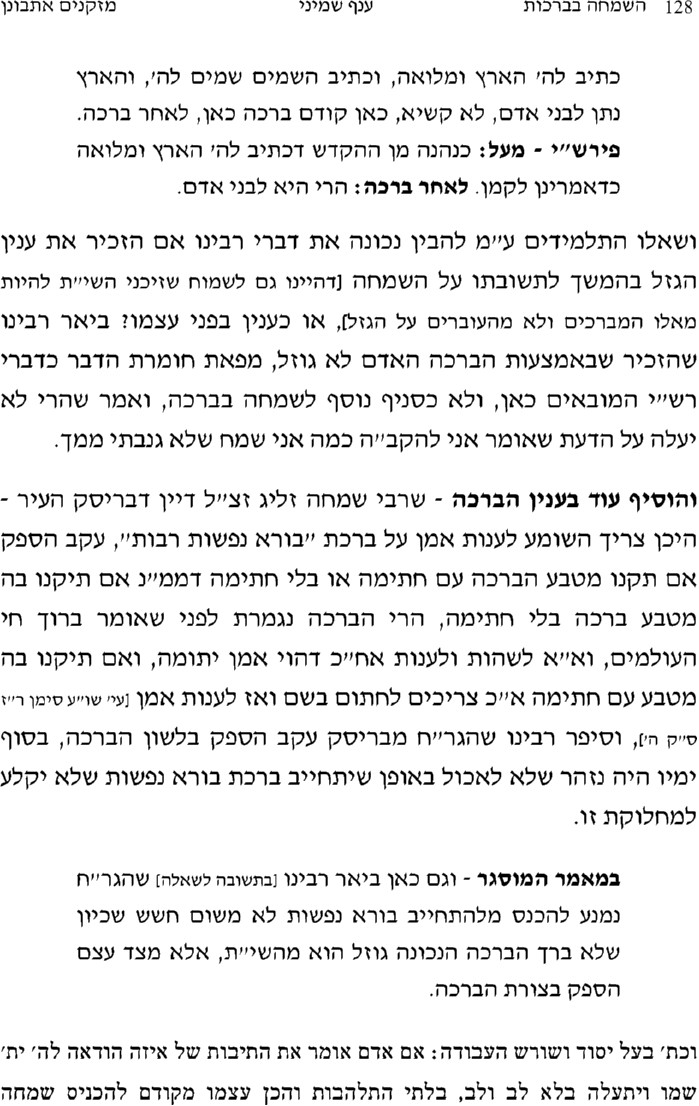 128 השמחה בברכות ענף שמיני מזקנים אתבונן
כתיב לה׳ הארץ ומלואה, וכתיב השמים שמים לה׳, והארץ
נתן לבני אדם, לא קשיא, כאן קודם ברכה כאן, לאחר ברכה.
פירש״י - מעל: כנהנה מן ההקדש דכתיב לה׳ הארץ ומלואה
כדאמרינן לקמן. לאחר ברכה: הרי היא לבני אדם.
ושאלו התלמידים ע״מ להבין נכונה את דברי רבינו אם הזכיר את ענין
הגזל בהמשך לתשובתו על השמחה [דהיינו גם לשמוח שזיכני השי״ת להיות
מאלו המברכים ולא מהעוברים על הגזל], או כענין בפני עצמו? ביאר רבינו
שהזכיר שבאמצעות הברכה האדם לא גוזל, מפאת חומרת הדבר כדברי
רש״י המובאים כאן, ולא כסניף נוסף לשמחה בברכה, ואמר שהרי לא
יעלה על הדעת שאומר אני להקב״ה כמה אני שמח שלא גנבתי ממך.
והוסיף עוד בענין הברכה - שרבי שמחה זליג זצ״ל דיין דבריסק העיר -
היכן צריך השומע לענות אמן על ברכת ״בורא נפשות רבות״, עקב הספק
אם תקנו מטבע הברכה עם חתימה או בלי חתימה דממ״נ אם תיקנו בה
מטבע ברכה בלי חתימה, הרי הברכה נגמרת לפני שאומר ברוך חי
העולמים, וא״א לשהות ולענות אח״כ דהוי אמן יתומה, ואם תיקנו בה
מטבע עם חתימה א״כ צריכים לחתום בשם ואז לענות אמן [עי׳ שו״ע סימן ר״ז
ס״ק ה׳], וסיפר רבינו שהגר״ח מבריסק עקב הספק בלשון הברכה, בסוף
ימיו היה נזהר שלא לאכול באופן שיתחייב ברכת בורא נפשות שלא יקלע
למחלוקת זו.
במאמר המוסגר - וגם כאן ביאר רבינו [בתשובה לשאלה] שהגר״ח
נמנע להכנס מלהתחייב בורא נפשות לא משום חשש שכיון
שלא ברך הברכה הנכונה גוזל הוא מהשי״ת, אלא מצד עצם
הספק בצורת הברכה.
וכת׳ בעל יסוד ושורש העבודה: אם אדם אומר את התיבות של איזה הודאה לה׳ ית׳
שמו ויתעלה בלא לב ולב, בלתי התלהבות והכן עצמו מקודם להכניס שמחה